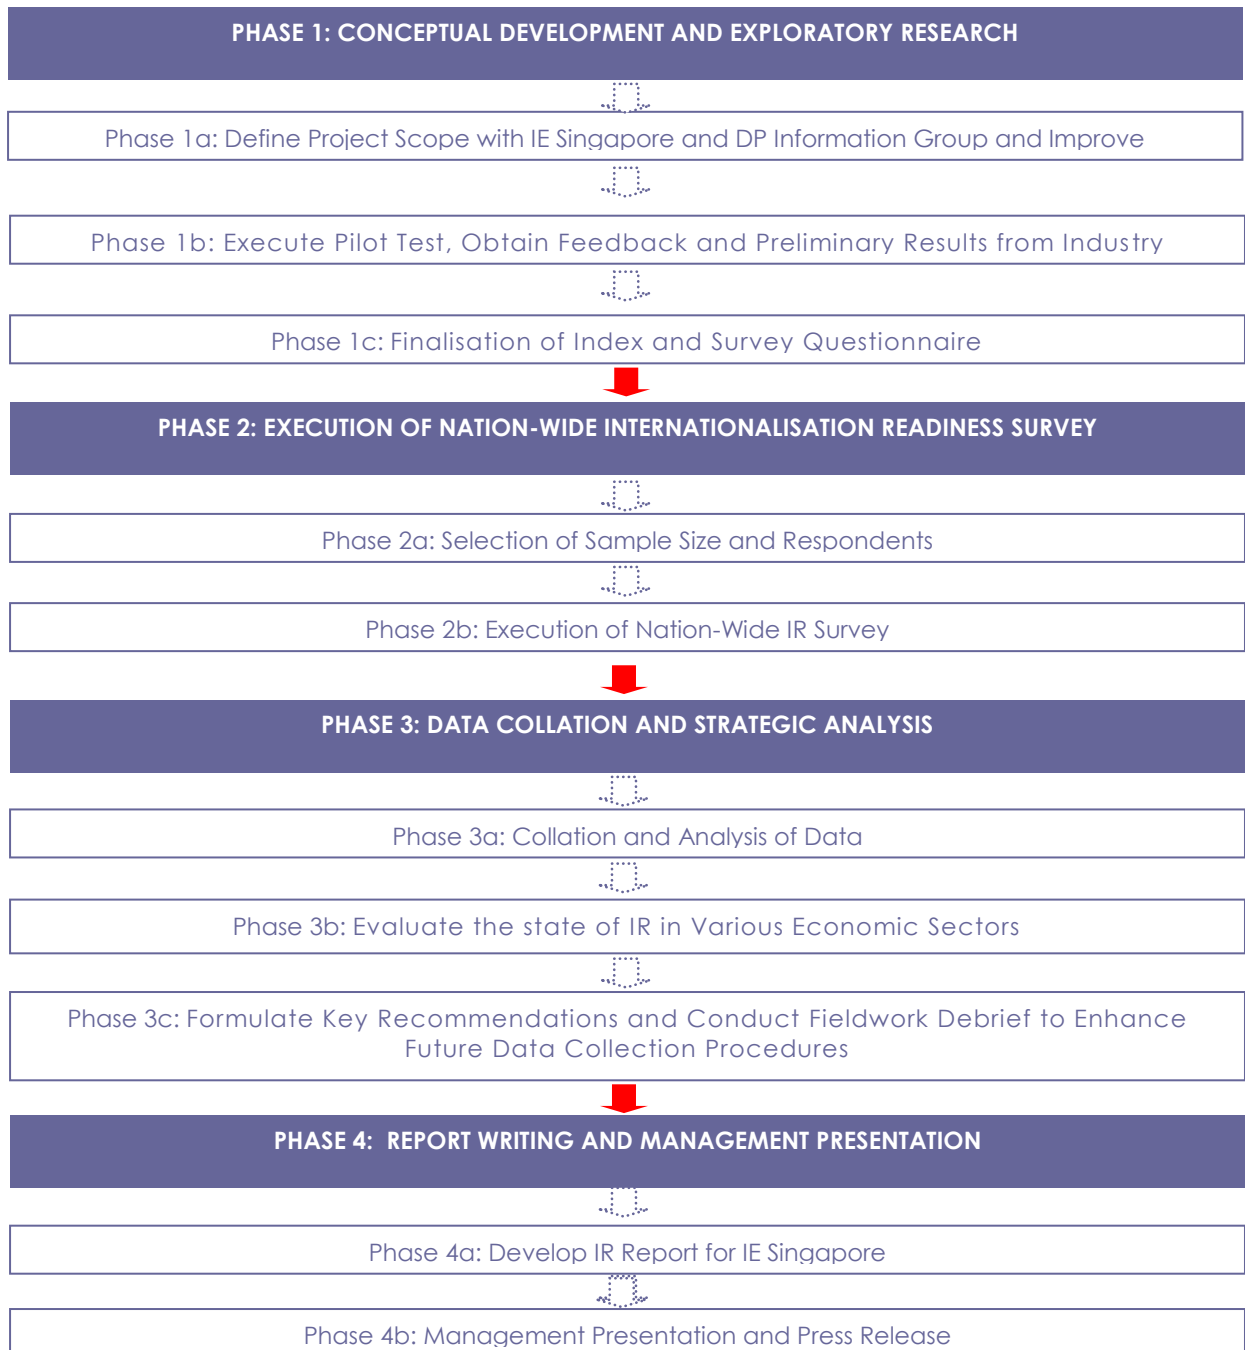 PHASE 1: CONCEPTUAL DEVELOPMENT AND EXPLORATORY RESEARCH
Phase 1a: Define Project Scope with IE Singapore and DP Information Group and Improve
Phase 1b: Execute Pilot Test, Obtain Feedback and Preliminary Results from Industry
Phase 1c: Finalisation of Index and Survey Questionnaire
PHASE 2: EXECUTION OF NATION-WIDE INTERNATIONALISATION READINESS SURVEY
Phase 2a: Selection of Sample Size and Respondents
Phase 2b: Execution of Nation-Wide IR Survey
PHASE 3: DATA COLLATION AND STRATEGIC ANALYSIS
Phase 3a: Collation and Analysis of Data
Phase 3b: Evaluate the state of IR in Various Economic Sectors
Phase 3c: Formulate Key Recommendations and Conduct Fieldwork Debrief to Enhance
Future Data Collection Procedures
PHASE 4: REPORT WRITING AND MANAGEMENT PRESENTATION
Phase 4a: Develop IR Report for IE Singapore
Phase 4b: Management Presentation and Press Release